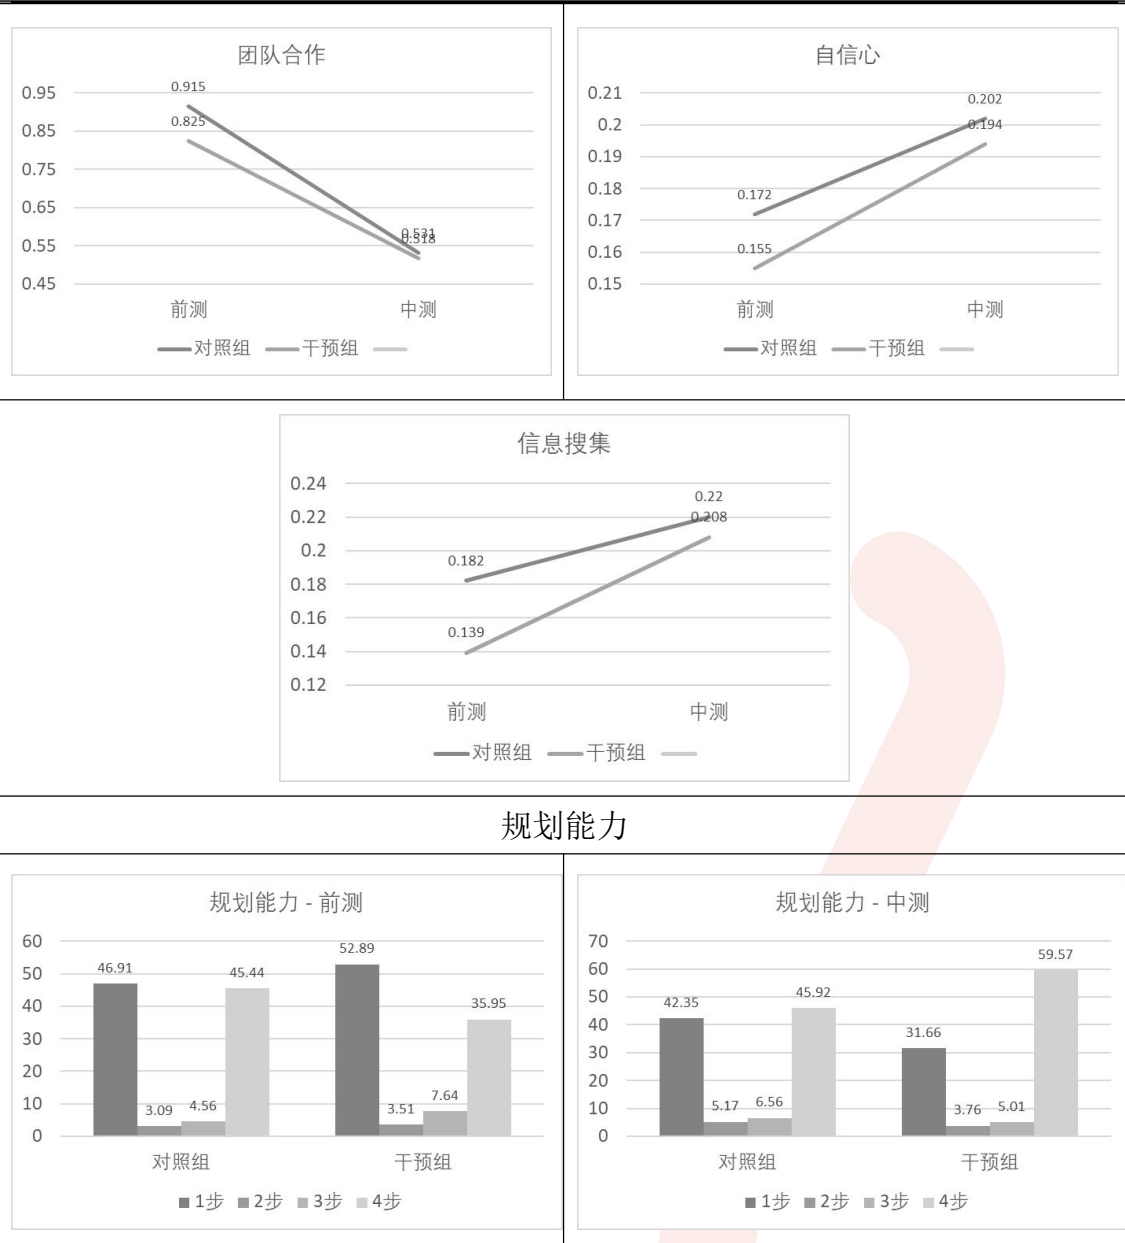 团队合作
0.95
0.915
0.85
0.825
0.75
0.65
0.55
0.531
0.518
0.45
前测 中测
对照组 干预组
自信心
0.21
0.202
0.2
0.194
0.19
0.18
0.172
0.17
0.16
0.155
0.15
前测 中测
对照组 干预组
信息搜集
0.24
0.22
0.22
0.208
0.2
0.182
0.18
0.16
0.139
0.14
0.12
前测 中测
对照组 干预组
规划能力
规划能力 - 前测
60
50
40
30
20
10
0
46.91 3.09 4.56 45.44
52.89 3.51 7.64 35.95
对照组 干预组
1步 2步 3步 4步
规划能力 - 中测
70
60
50
40
30
20
10
0
42.35 5.17 6.56 45.92
31.66 3.76 5.01 59.57
对照组 干预组
1步 2步 3步 4步